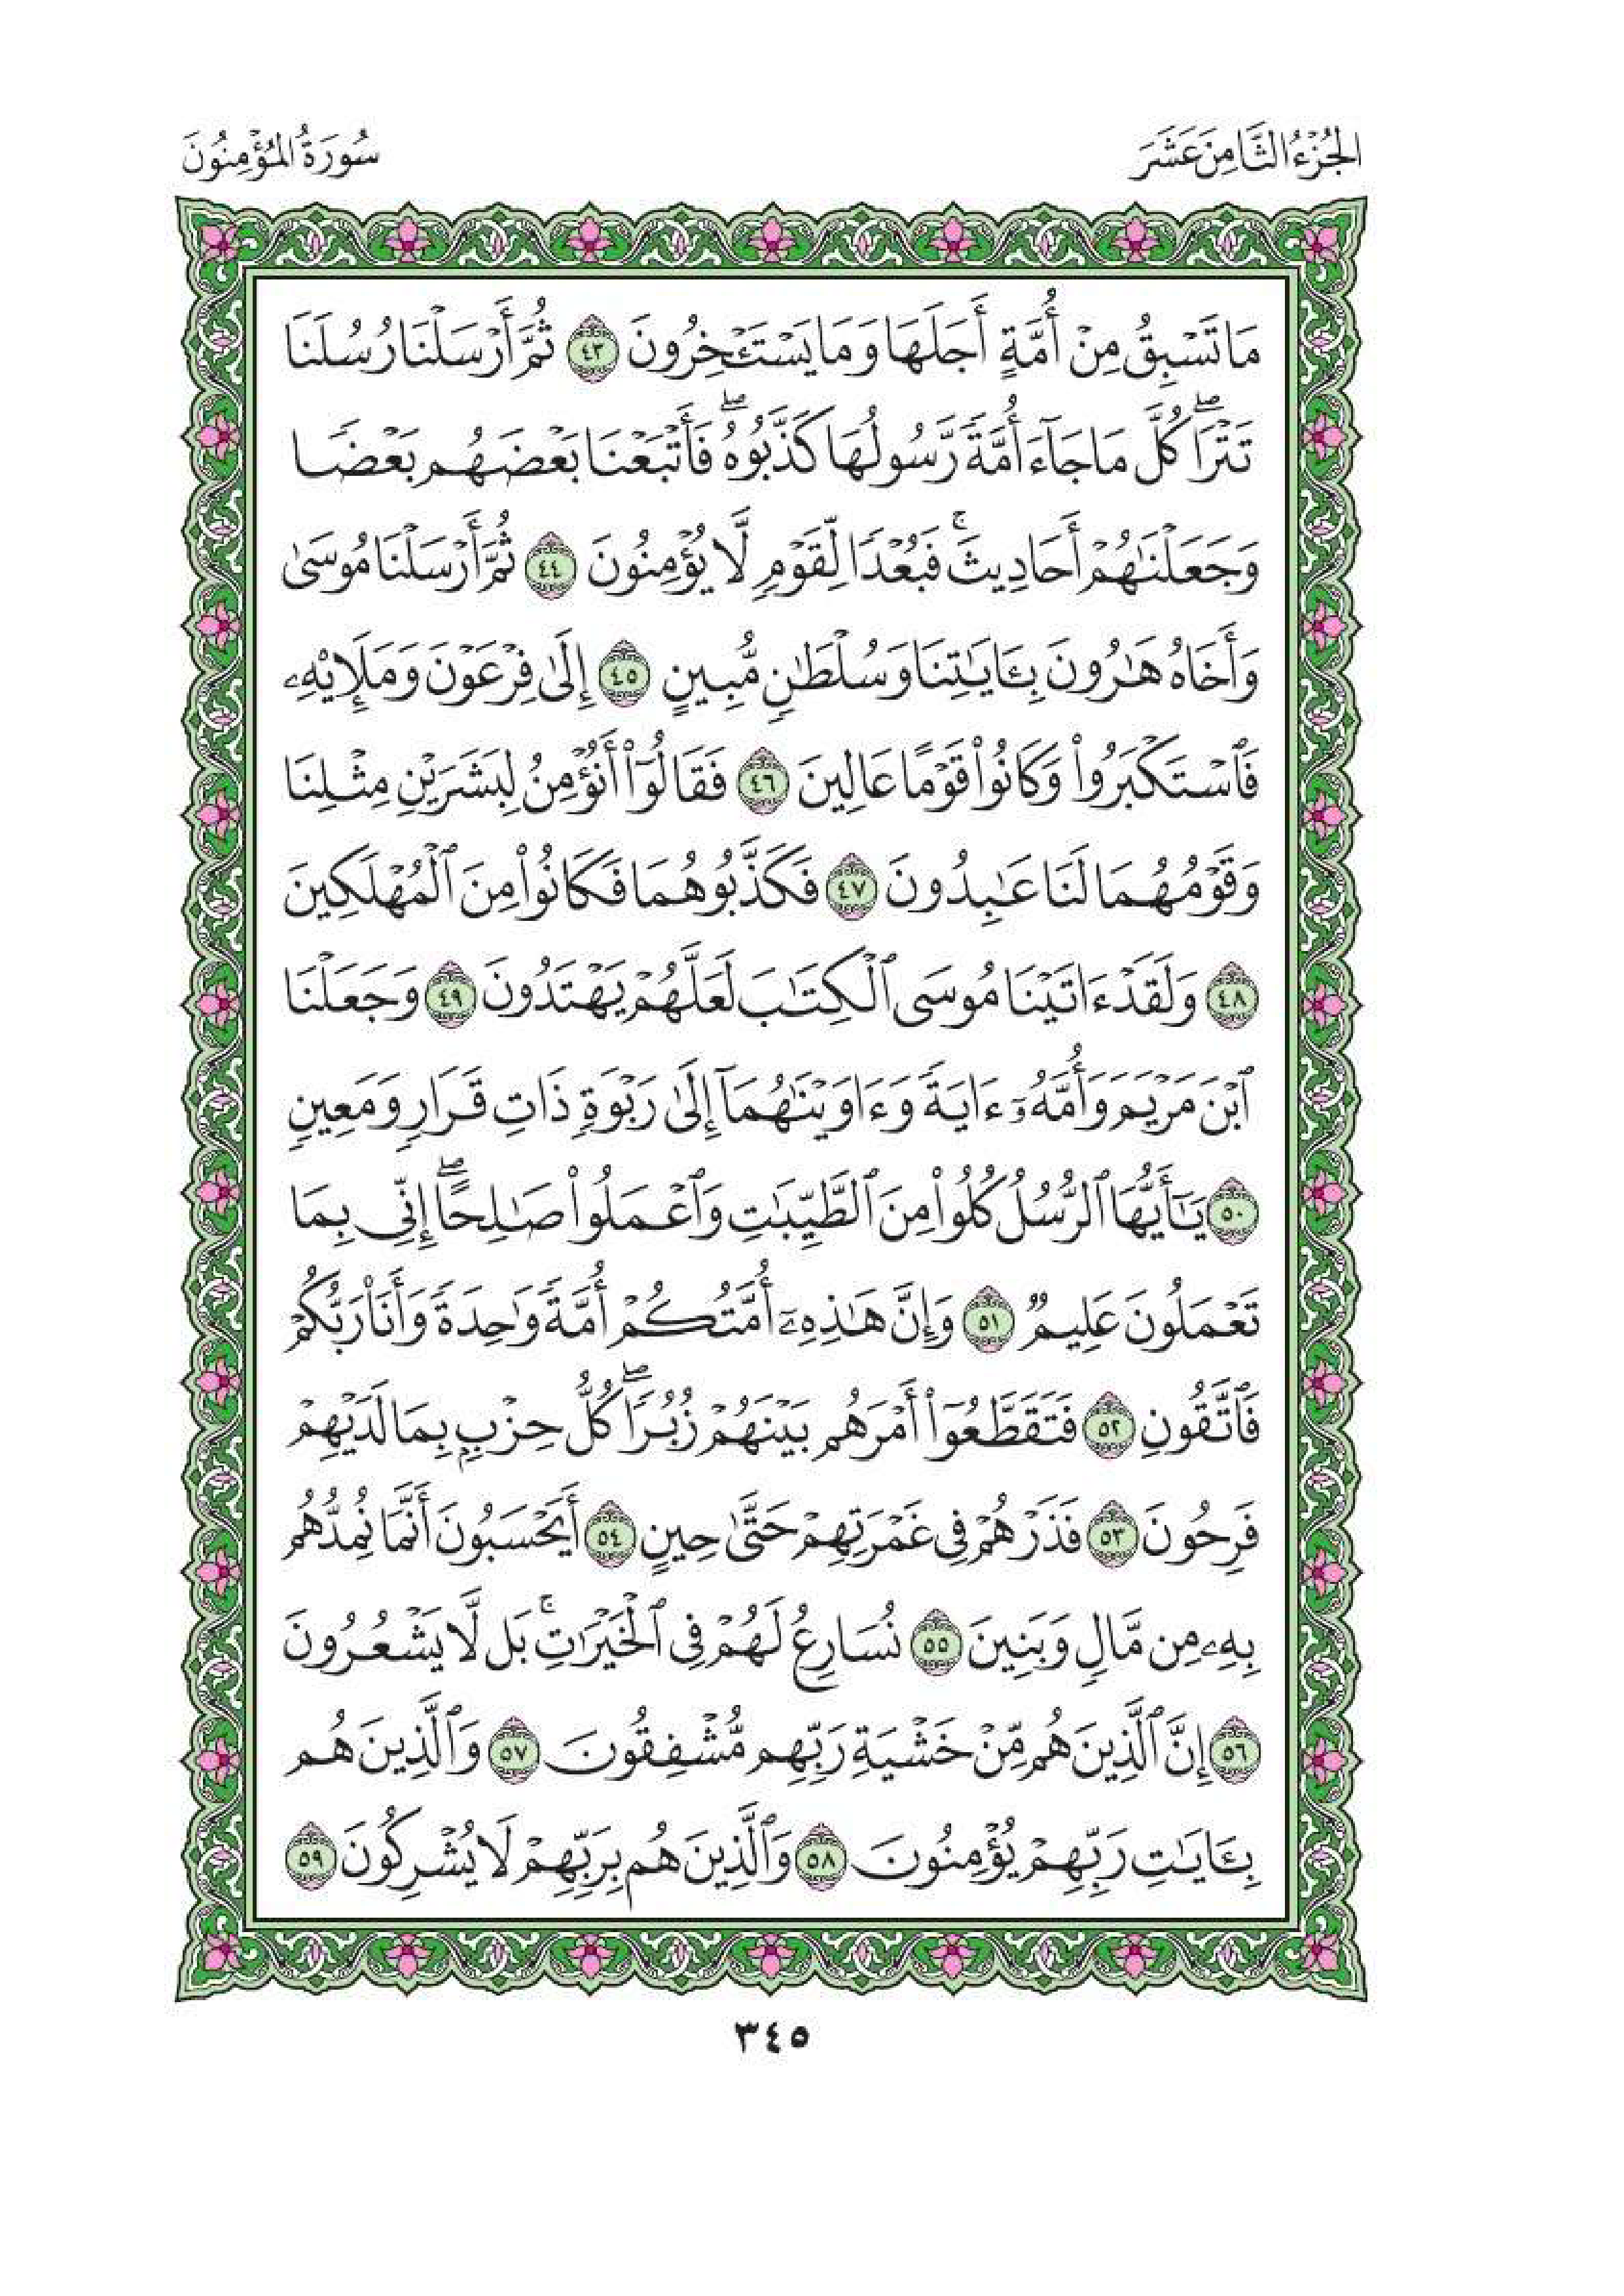 الجُزْءُ الثَّامِنَ عَشَرَ
سُورَةُ المُؤْمِنُونَ
مَا تَسْبِقُ مِنْ أُمَّةٍ أَجَلَهَا وَمَا يَسْتَـْٔخِرُونَ ٤٣ ثُمَّ أَرْسَلْنَا رُسُلَنَا
تَتْرَا ۖ كُلَّ مَا جَآءَ أُمَّةً رَّسُولُهَا كَذَّبُوهُ ۖ فَأَتْبَعْنَا بَعْضَهُم بَعْضًا
وَجَعَلْنَٰهُمْ أَحَادِيثَ ۚ فَبُعْدًا لِّقَوْمٍ لَّا يُؤْمِنُونَ ٤٤ ثُمَّ أَرْسَلْنَا مُوسَىٰ
وَأَخَاهُ هَٰرُونَ بِـَٔايَٰتِنَا وَسُلْطَٰنٍ مُّبِينٍ ٤٥ إِلَىٰ فِرْعَوْنَ وَمَلَإِي۟هِۦ
فَٱسْتَكْبَرُوا۟ وَكَانُوا۟ قَوْمًا عَالِينَ ٤٦ فَقَالُوٓا۟ أَنُؤْمِنُ لِبَشَرَيْنِ مِثْلِنَا
وَقَوْمُهُمَا لَنَا عَٰبِدُونَ ٤٧ فَكَذَّبُوهُمَا فَكَانُوا۟ مِنَ ٱلْمُهْلَكِينَ
٤٨ وَلَقَدْ ءَاتَيْنَا مُوسَى ٱلْكِتَٰبَ لَعَلَّهُمْ يَهْتَدُونَ ٤٩ وَجَعَلْنَا
ٱبْنَ مَرْيَمَ وَأُمَّهُۥٓ ءَايَةً وَءَاوَيْنَٰهُمَآ إِلَىٰ رَبْوَةٍ ذَاتِ قَرَارٍ وَمَعِينٍ
٥٠ يَٰٓأَيُّهَا ٱلرُّسُلُ كُلُوا۟ مِنَ ٱلطَّيِّبَٰتِ وَٱعْمَلُوا۟ صَٰلِحًا ۖ إِنِّى بِمَا
تَعْمَلُونَ عَلِيمٌ ٥١ وَإِنَّ هَٰذِهِۦٓ أُمَّتُكُمْ أُمَّةً وَٰحِدَةً وَأَنَا۠ رَبُّكُمْ
فَٱتَّقُونِ ٥٢ فَتَقَطَّعُوٓا۟ أَمْرَهُم بَيْنَهُمْ زُبُرًا ۖ كُلُّ حِزْبٍۭ بِمَا لَدَيْهِمْ
فَرِحُونَ ٥٣ فَذَرْهُمْ فِى غَمْرَتِهِمْ حَتَّىٰ حِينٍ ٥٤ أَيَحْسَبُونَ أَنَّمَا نُمِدُّهُم
بِهِۦ مِن مَّالٍ وَبَنِينَ ٥٥ نُسَارِعُ لَهُمْ فِى ٱلْخَيْرَٰتِ ۚ بَل لَّا يَشْعُرُونَ
٥٦ إِنَّ ٱلَّذِينَ هُم مِّنْ خَشْيَةِ رَبِّهِم مُّشْفِقُونَ ٥٧ وَٱلَّذِينَ هُم
بِـَٔايَٰتِ رَبِّهِمْ يُؤْمِنُونَ ٥٨ وَٱلَّذِينَ هُم بِرَبِّهِمْ لَا يُشْرِكُونَ ٥٩
٣٤٥